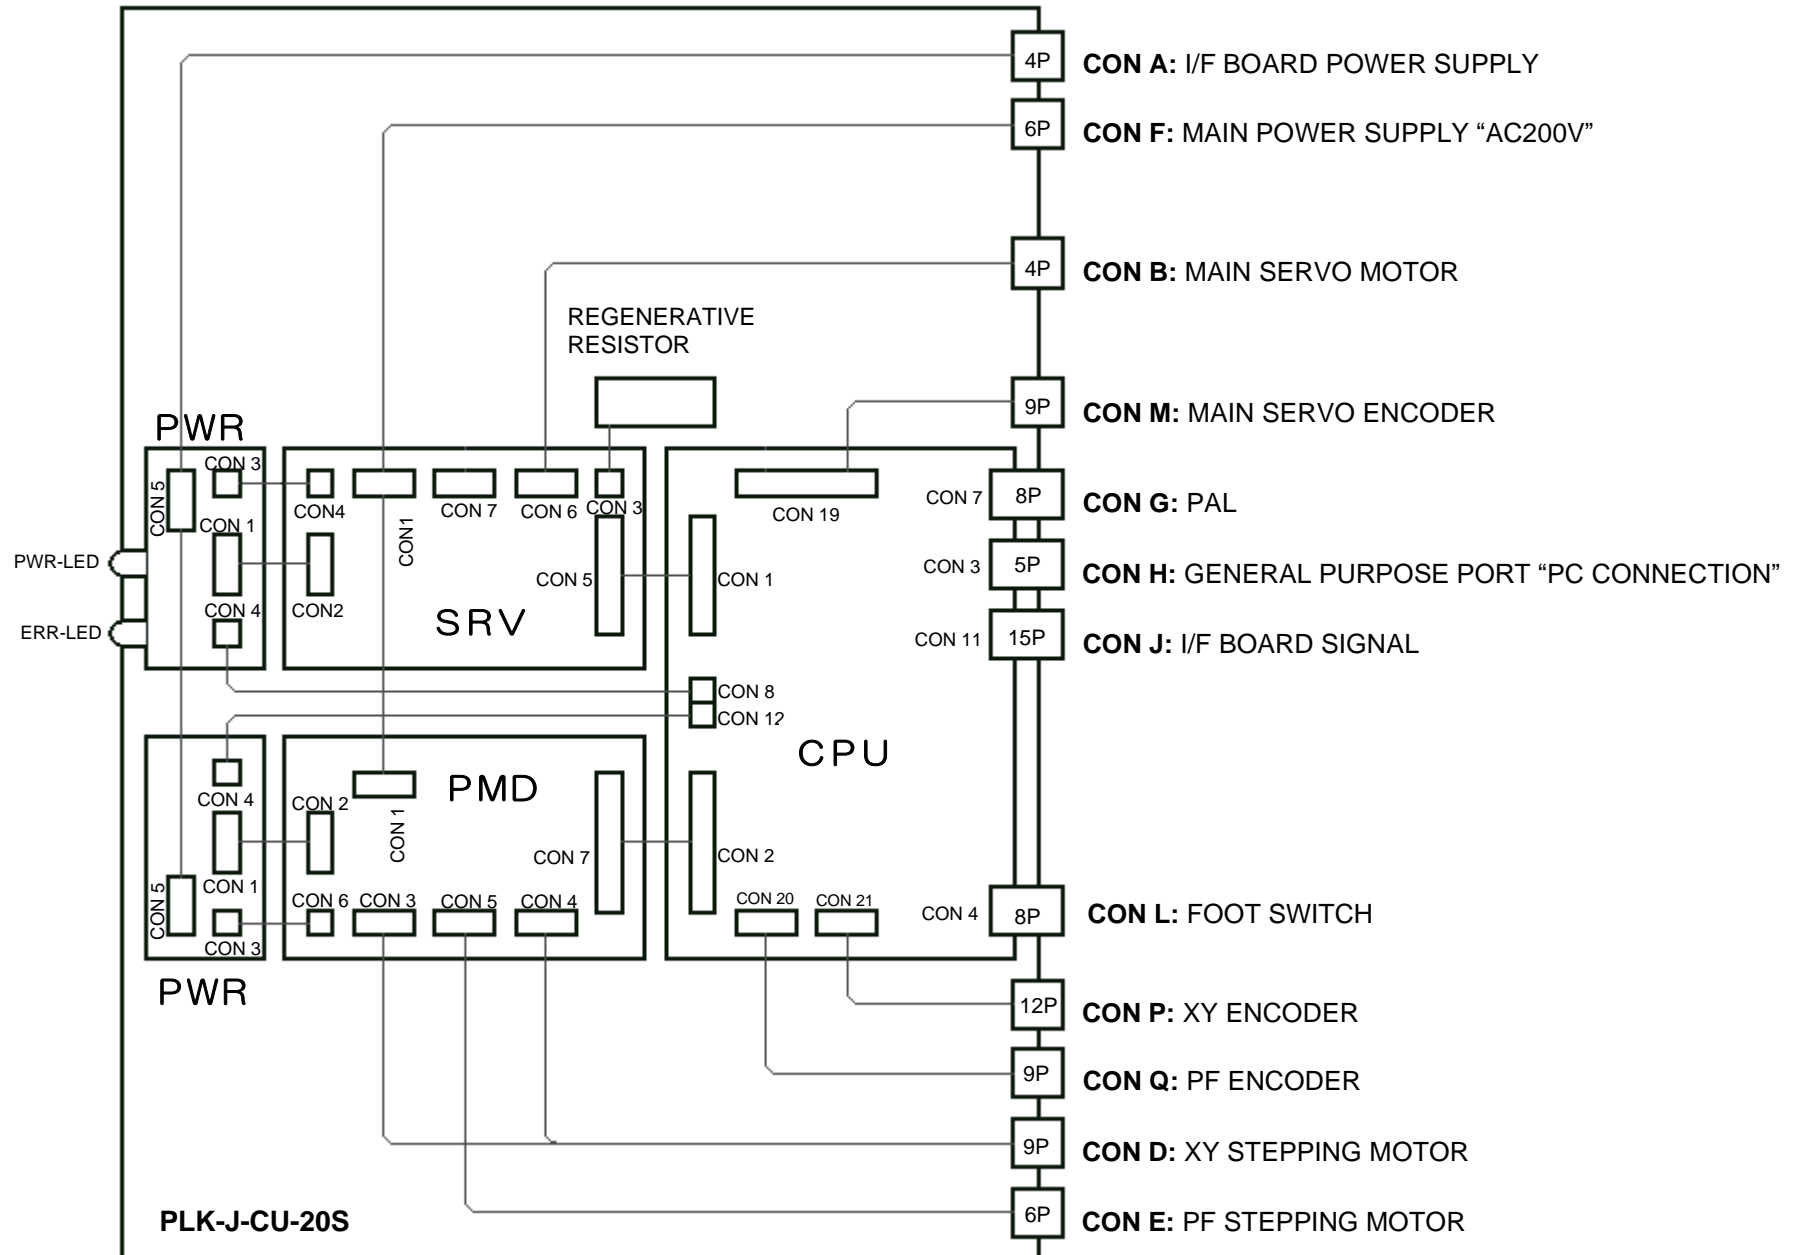 4P CON A: I/F BOARD POWER SUPPLY
6P CON F: MAIN POWER SUPPLY “AC200V”
4P CON B: MAIN SERVO MOTOR
REGENERATIVE
RESISTOR
9P CON M: MAIN SERVO ENCODER
PWR
CON 3
CON 5
CON 1
CON 4
PWR-LED
ERR-LED
CON4
CON1
CON 7
CON 6
CON 3
CON2
CON 5
SRV
CON 19
CON 1
CON 7 8P CON G: PAL
CON 3 5P CON H: GENERAL PURPOSE PORT “PC CONNECTION”
CON 11 15P CON J: I/F BOARD SIGNAL
CON 8
CON 12
CPU
CON 4
CON 1
CON 5
CON 3
PWR
CON 2
CON 1
PMD
CON 7
CON 6
CON 3
CON 5
CON 4
CON 2
CON 20
CON 21
CON 4 8P CON L: FOOT SWITCH
12P CON P: XY ENCODER
9P CON Q: PF ENCODER
9P CON D: XY STEPPING MOTOR
6P CON E: PF STEPPING MOTOR
PLK-J-CU-20S